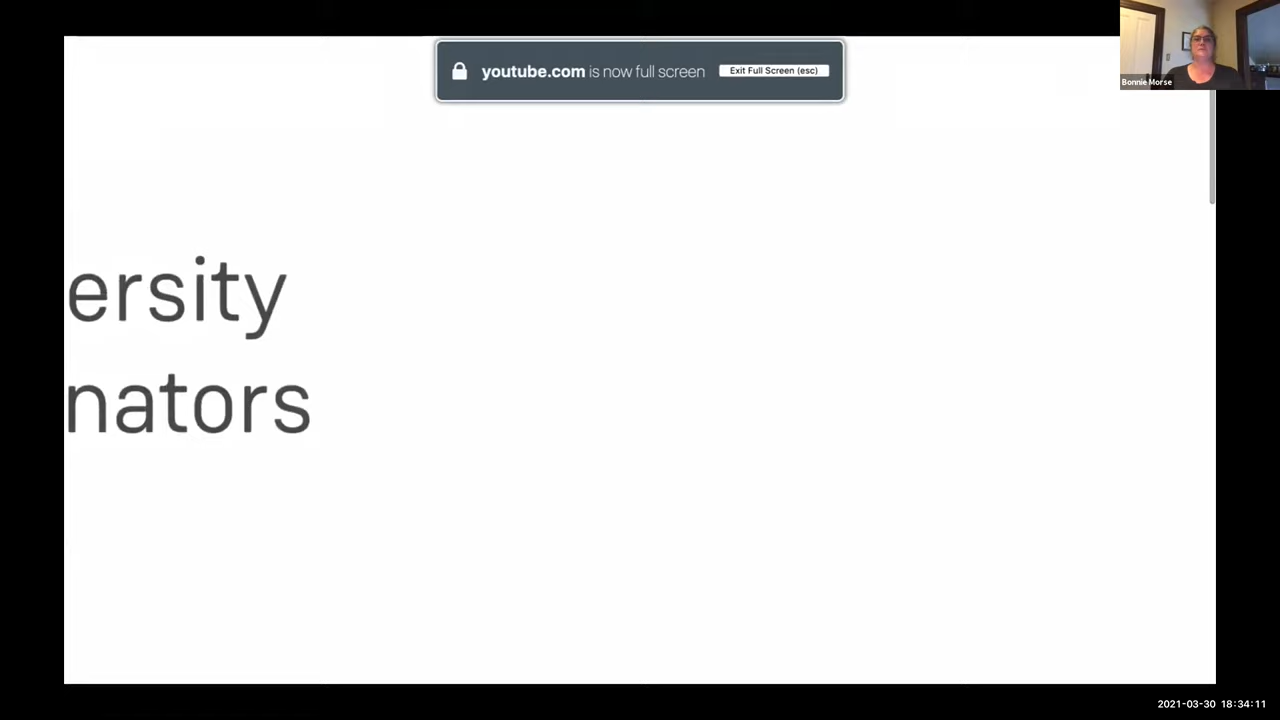 youtube.com is now full screen Exit Full Screen (esc)
Bonnie Morse
ersity
nators
2021-03-30 18:34:11